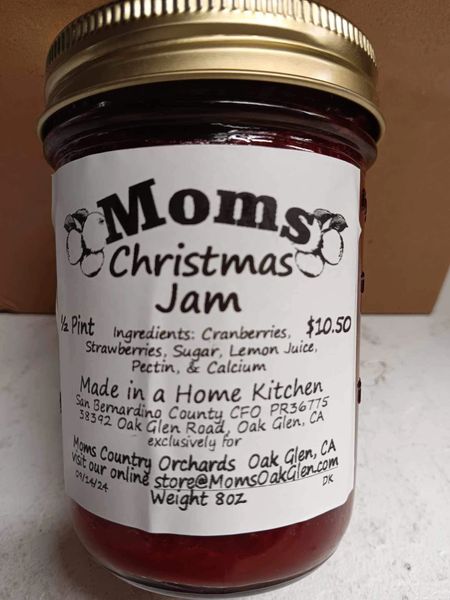 Moms
Christmas
Jam
½ Pint
$10.50
Ingredients: Cranberries,
Strawberries, Sugar, Lemon Juice,
Pectin, & Calcium
Made in a Home Kitchen
San Bernardino County CFO PR36775
38392 Oak Glen Road, Oak Glen, CA
exclusively for
Moms Country Orchards Oak Glen, CA
Visit our online store@MomsOakGlen.com
09/14/24
DK
Weight 8oz